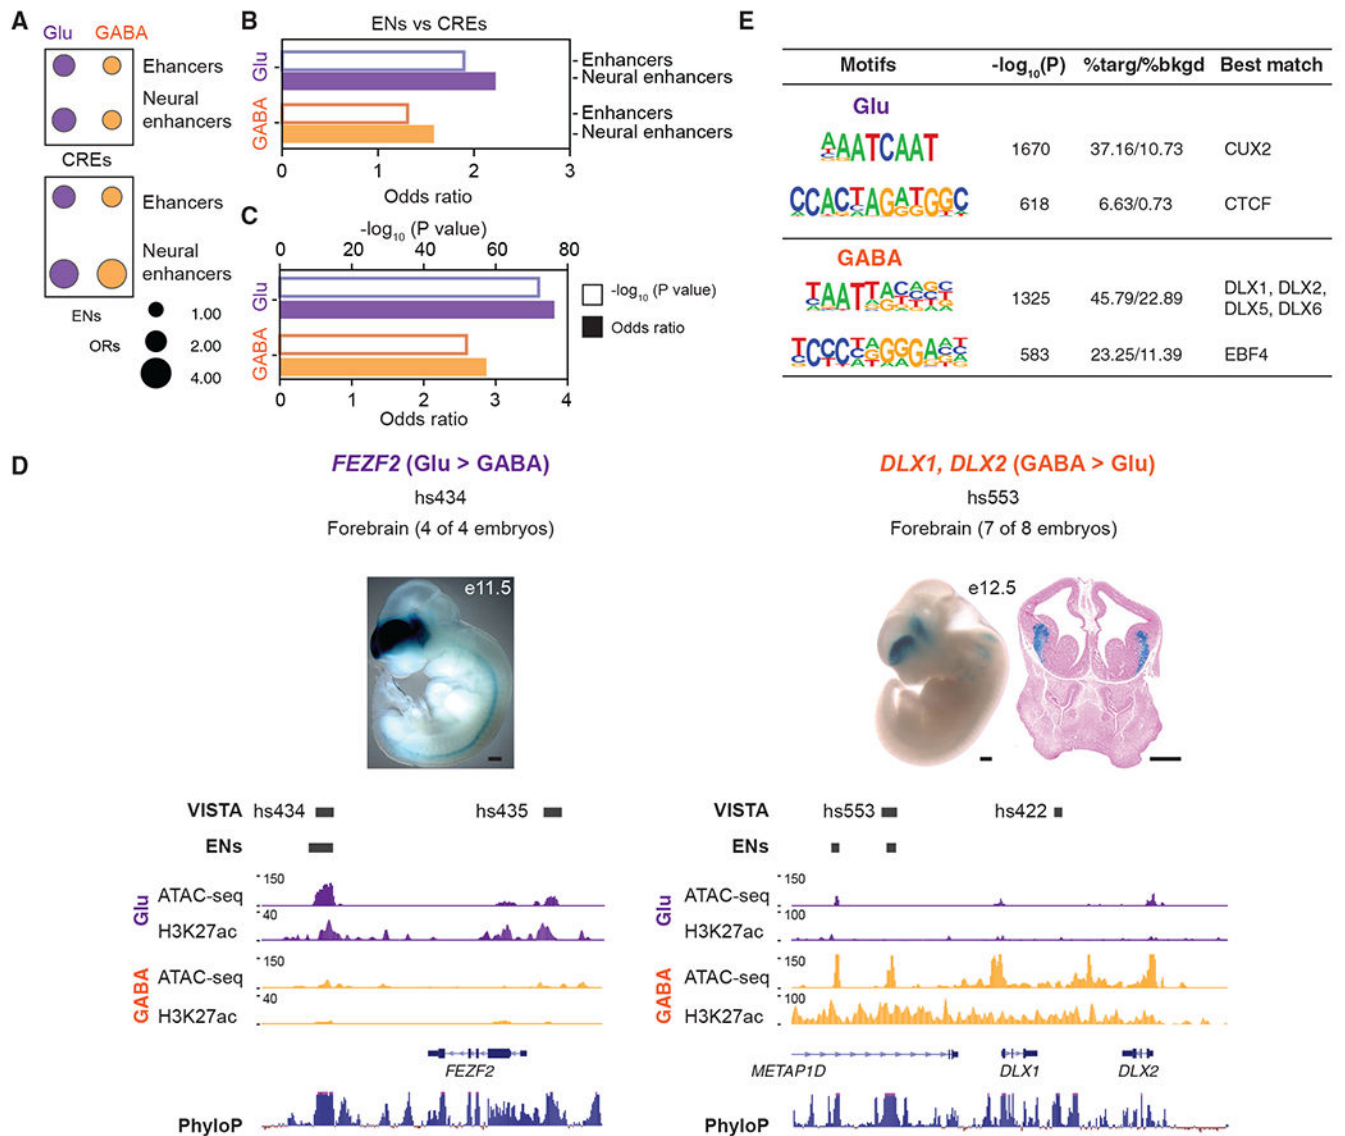 A
Glu GABA
Ehancers
Neural
enhancers
CREs
Ehancers
Neural
enhancers
ENs
ORs
1.00
2.00
4.00
B
ENs vs CREs
Glu
GABA
Enhancers
Neural enhancers
Enhancers
Neural enhancers
0 1 2 3
Odds ratio
C
-log10 (P value)
0 20 40 60 80
Glu
GABA
-log10 (P value)
Odds ratio
0 1 2 3 4
Odds ratio
E
Motifs -log10(P) %targ/%bkgd Best match
Glu
AAATCAAT 1670 37.16/10.73 CUX2
CCACTAGATGGC 618 6.63/0.73 CTCF
GABA
TAATTACAGC 1325 45.79/22.89 DLX1, DLX2,
DLX5, DLX6
TCCCTAGGGAAT 583 23.25/11.39 EBF4
D
FEZF2 (Glu > GABA)
hs434
Forebrain (4 of 4 embryos)
e11.5
DLX1, DLX2 (GABA > Glu)
hs553
Forebrain (7 of 8 embryos)
e12.5
VISTA hs434 hs435
ENs
Glu
150
ATAC-seq
40
H3K27ac
GABA
150
ATAC-seq
40
H3K27ac
FEZF2
PhyloP
VISTA hs553 hs422
ENs
Glu
150
ATAC-seq
100
H3K27ac
GABA
150
ATAC-seq
100
H3K27ac
METAP1D DLX1 DLX2
PhyloP